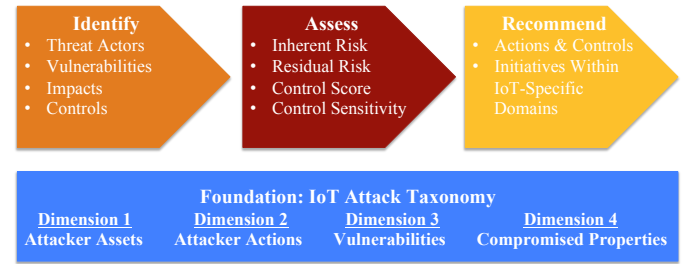 Identify
• Threat Actors
• Vulnerabilities
• Impacts
• Controls
Assess
• Inherent Risk
• Residual Risk
• Control Score
• Control Sensitivity
Recommend
• Actions & Controls
• Initiatives Within
IoT-Specific
Domains
Foundation: IoT Attack Taxonomy
Dimension 1
Attacker Assets
Dimension 2
Attacker Actions
Dimension 3
Vulnerabilities
Dimension 4
Compromised Properties